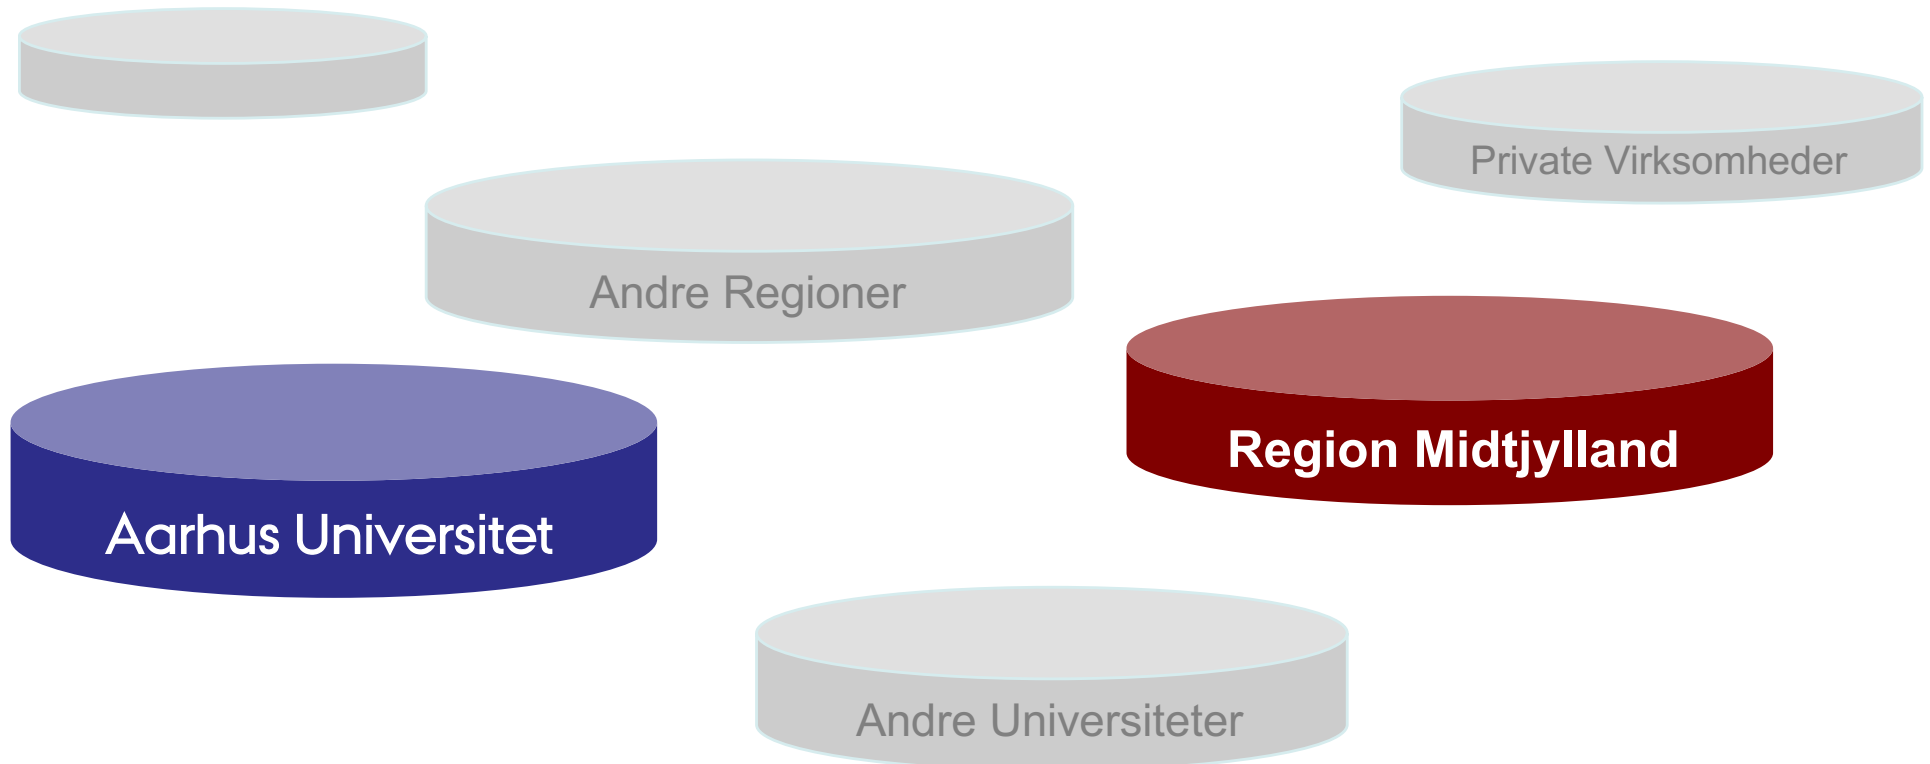 Private Virksomheder
Andre Regioner
Region Midtjylland
Aarhus Universitet
Andre Universiteter